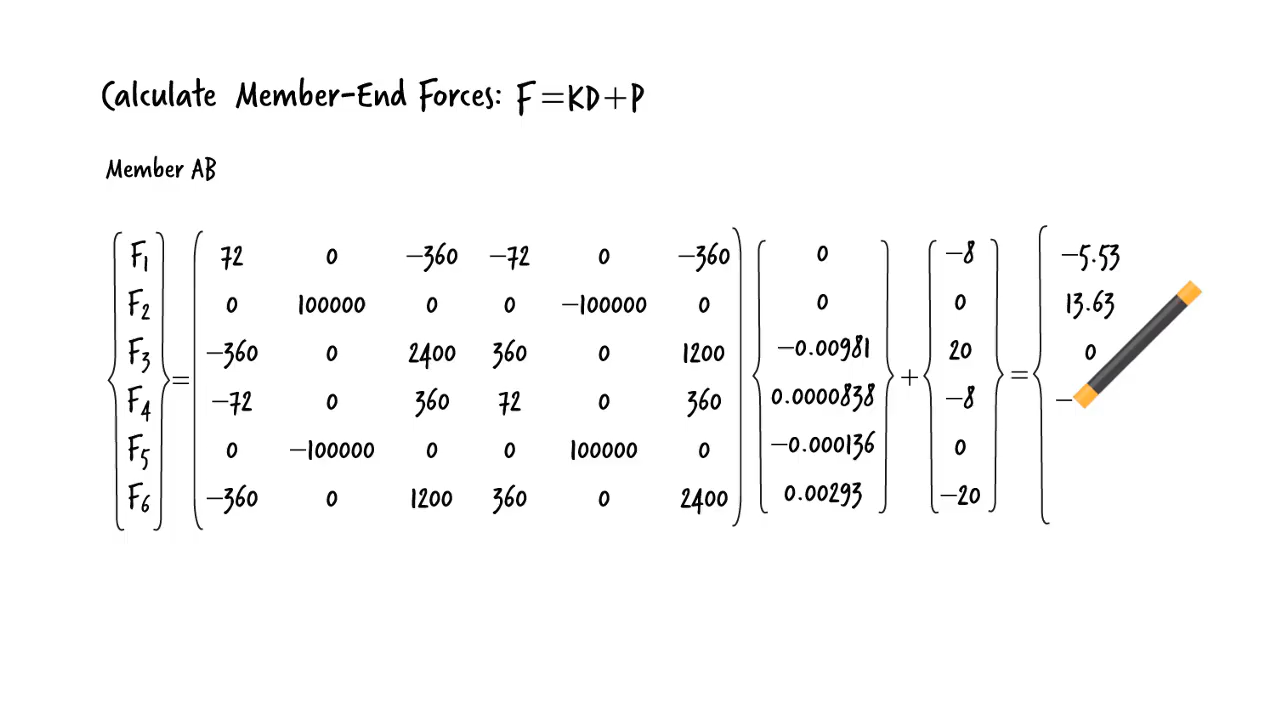 Calculate Member-End Forces: F=KD+P
Member AB
F1 72 0 −360 −72 0 −360 0 −8 −5.53
F2 0 100000 0 0 −100000 0 0 0 13.63
F3 = −360 0 2400 360 0 1200 −0.00981 + 20 = 0
F4 −72 0 360 72 0 360 0.0000838 −8 −
F5 0 −100000 0 0 100000 0 −0.000136 0
F6 −360 0 1200 360 0 2400 0.00293 −20